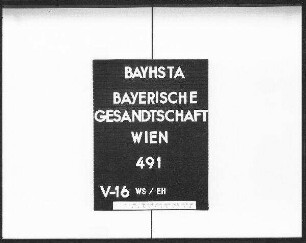 BAYHSTA
BAYERISCHE
GESANDTSCHAFT
WIEN
491
V-16 WS / EH